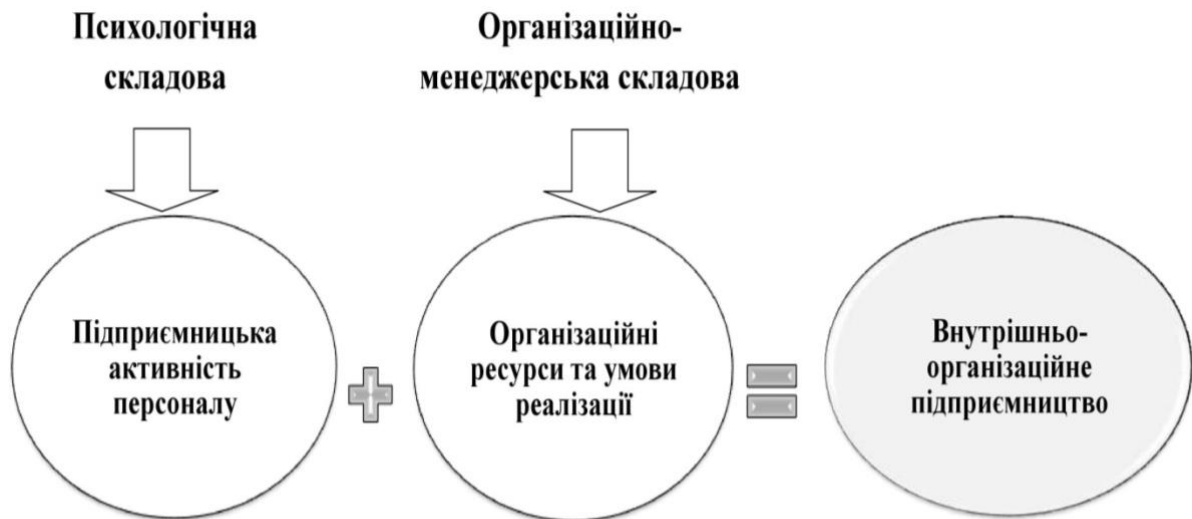 Психологічна
складова
Організаційно-
менеджерська складова
Підприємницька
активність
персоналу
Організаційні
ресурси та умови
реалізації
Внутрішньо-
організаційне
підприємництво